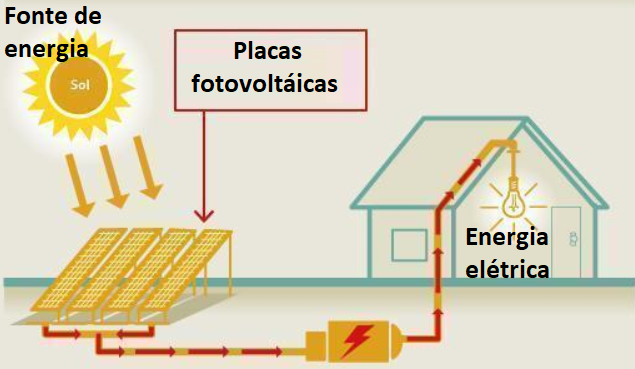 Fonte de
energia
Sol
Placas
fotovoltáicas
Energia
elétrica